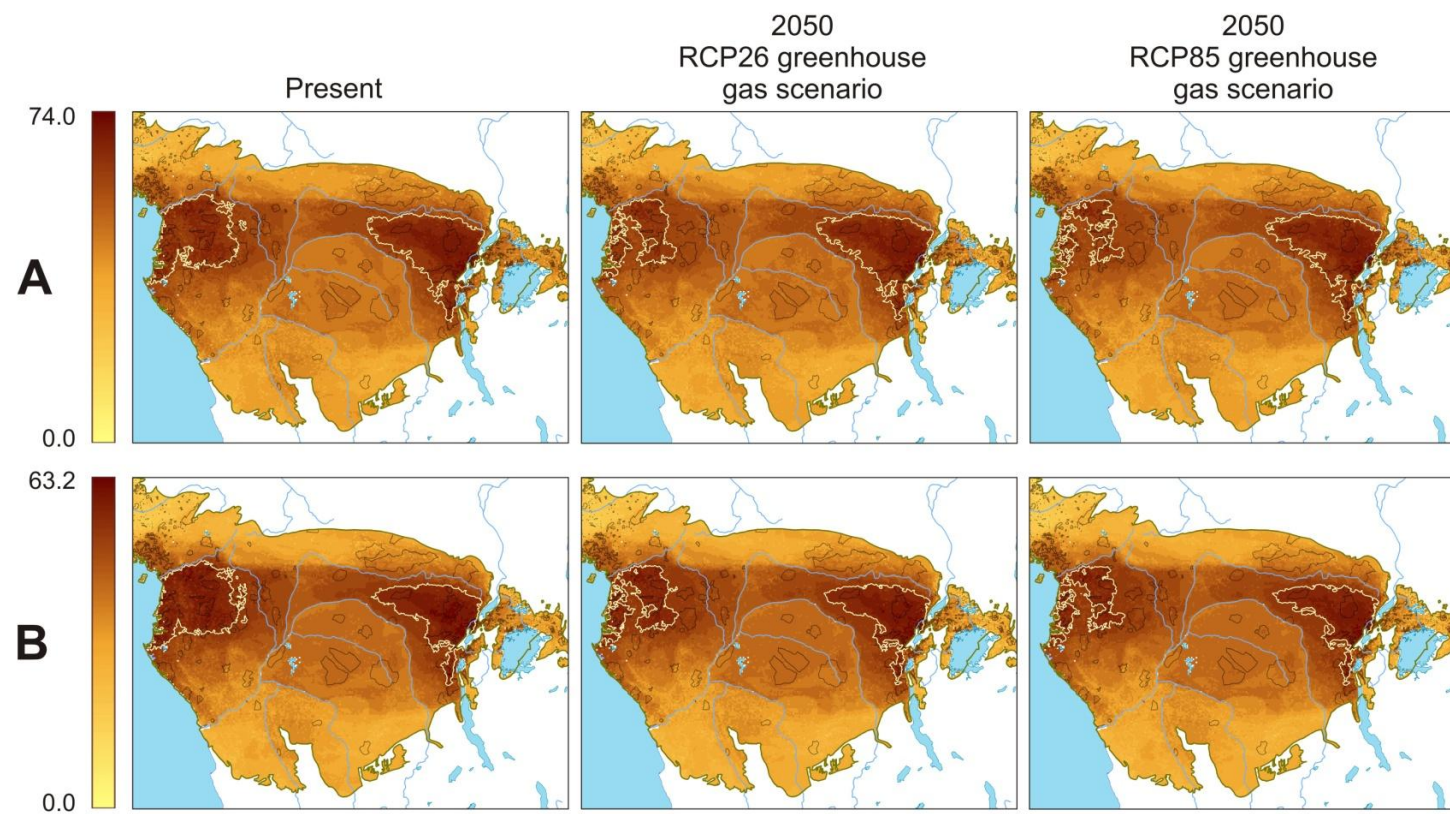 Present
2050
RCP26 greenhouse
gas scenario
2050
RCP85 greenhouse
gas scenario
74.0
A
0.0
63.2
B
0.0